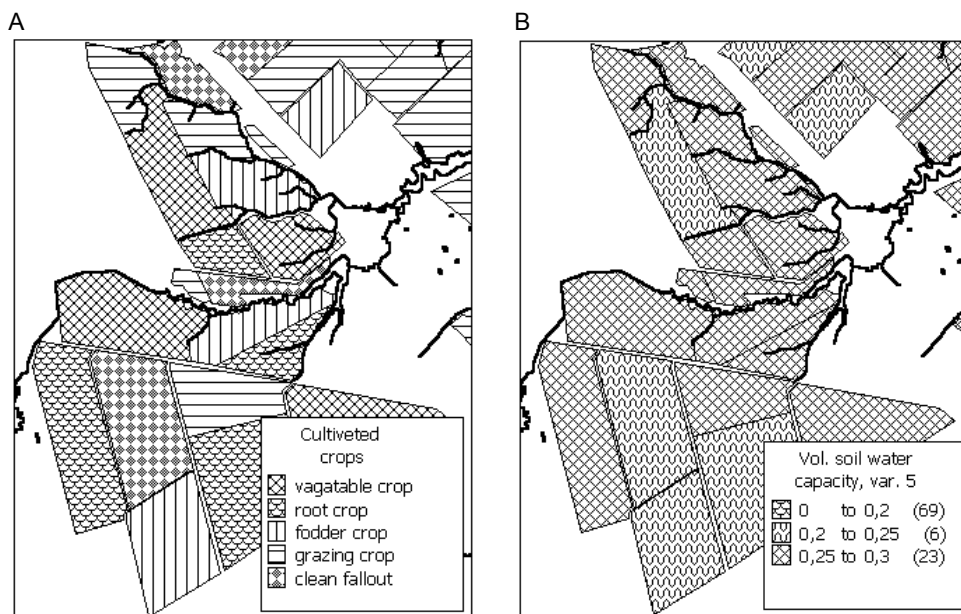 A
B
Cultiveted
crops
vagatable crop
root crop
fodder crop
grazing crop
clean fallout
Vol. soil water
capacity, var. 5
0 to 0,2 (69)
0,2 to 0,25 (6)
0,25 to 0,3 (23)